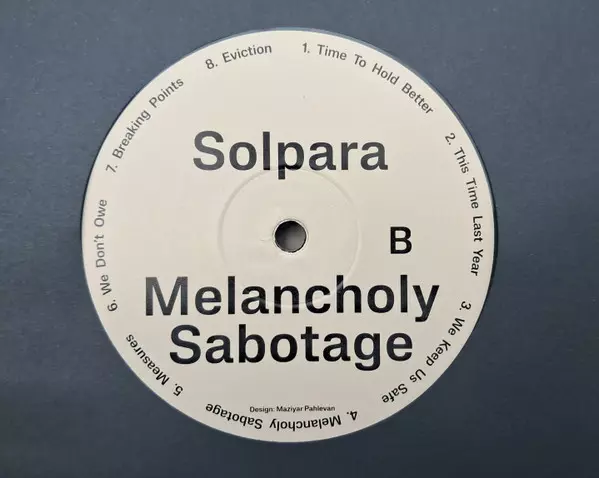 Solpara
B
Melancholy
Sabotage
Design: Maziyar Pahlevan
1. Time To Hold Better
2. This Time Last Year
3. We Keep Us Safe
4. Melancholy Sabotage
5. Measures
6. We Don't Owe
7. Breaking Points
8. Eviction